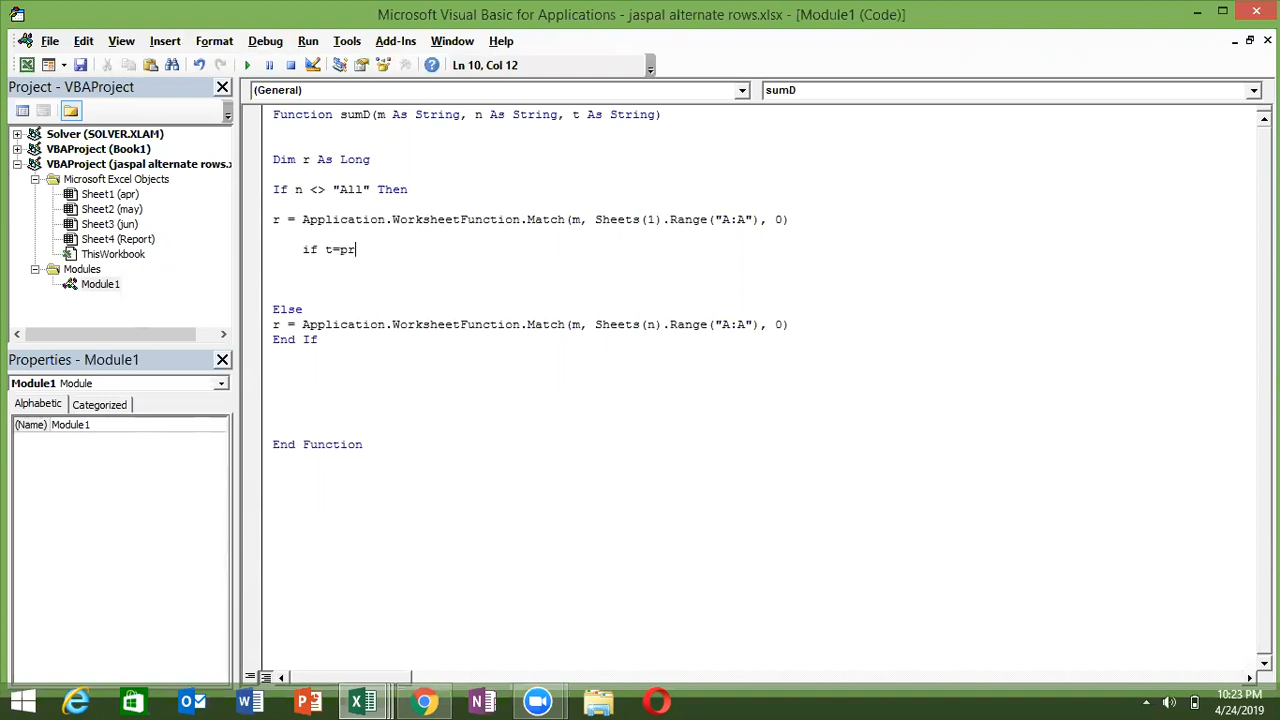 Microsoft Visual Basic for Applications - jaspal alternate rows.xlsx - [Module1 (Code)]
File Edit View Insert Format Debug Run Tools Add-Ins Window Help
Ln 10, Col 12
Project - VBAProject
(General)
sumD
Solver (SOLVER.XLAM)
VBAProject (Book1)
VBAProject (jaspal alternate rows.
Microsoft Excel Objects
Sheet1 (apr)
Sheet2 (may)
Sheet3 (jun)
Sheet4 (Report)
ThisWorkbook
Modules
Module1
Properties - Module1
Module1 Module
Alphabetic Categorized
(Name) Module1
Function sumD(m As String, n As String, t As String)
Dim r As Long
If n <> "All" Then
r = Application.WorksheetFunction.Match(m, Sheets(1).Range("A:A"), 0)
if t=pr
Else
r = Application.WorksheetFunction.Match(m, Sheets(n).Range("A:A"), 0)
End If
End Function
10:23 PM
4/24/2019